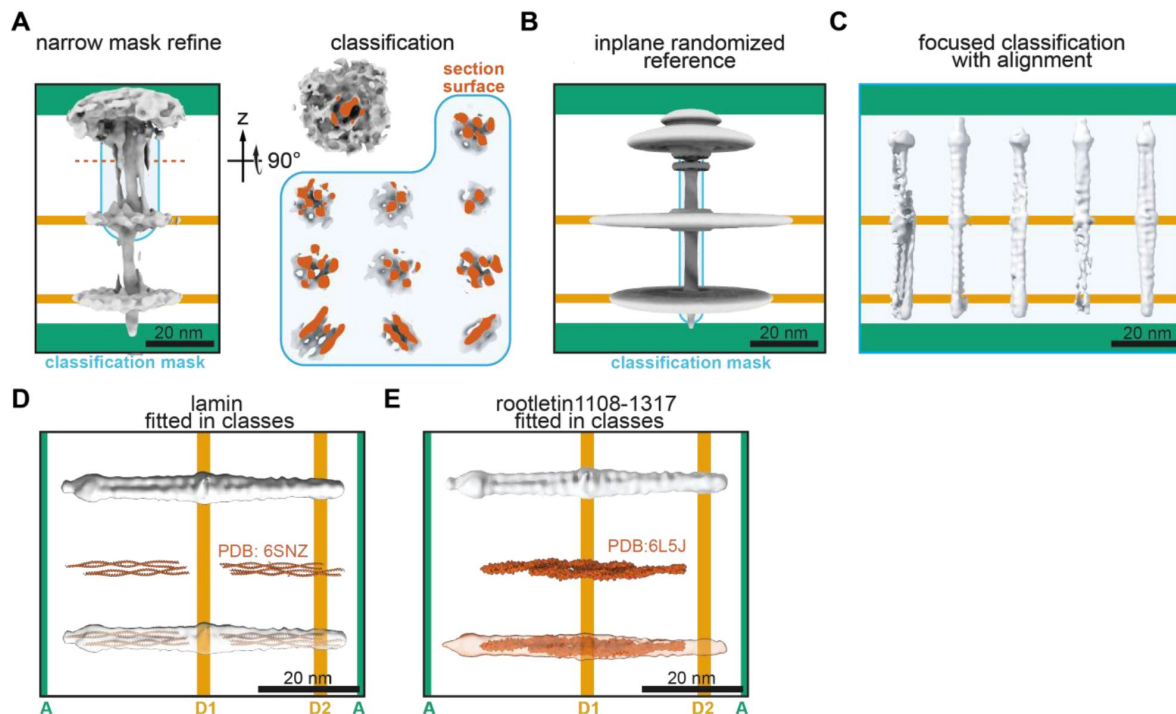 A
narrow mask refine
classification
section
surface
z
90°
20 nm
classification mask
B
inplane randomized
reference
20 nm
classification mask
C
focused classification
with alignment
20 nm
D
lamin
fitted in classes
PDB: 6SNZ
20 nm
A
D1
D2
A
E
rootletin1108-1317
fitted in classes
PDB:6L5J
20 nm
A
D1
D2
A